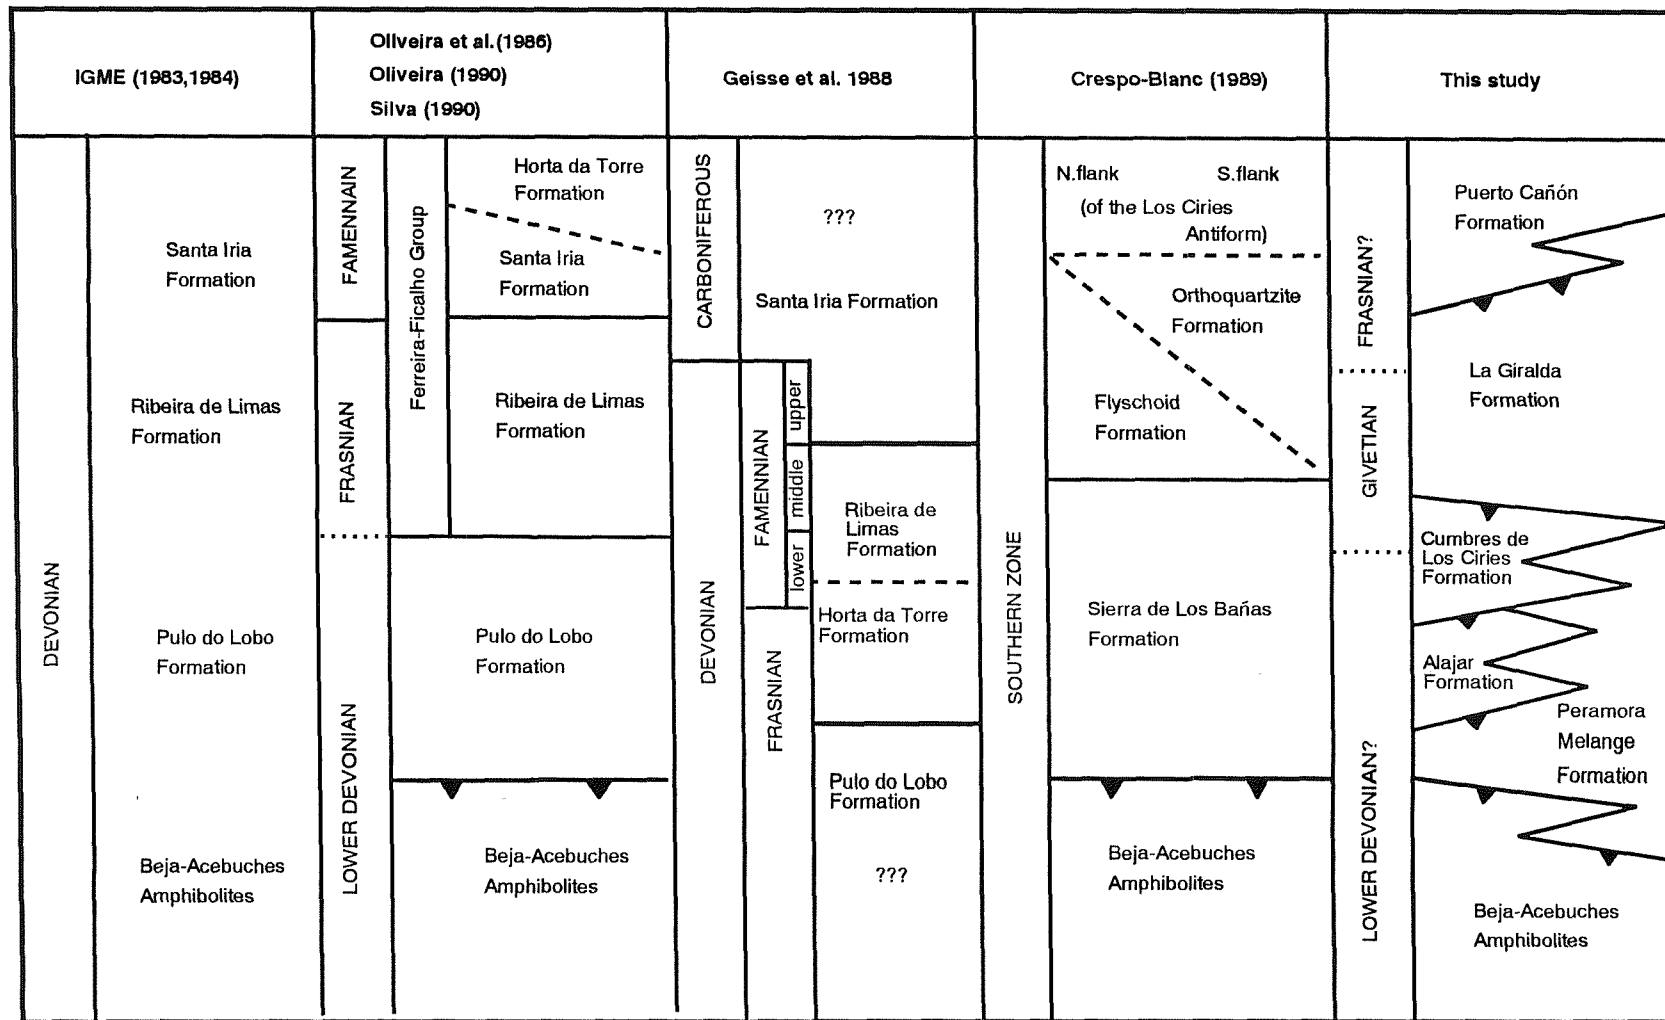 IGME (1983,1984)
Oliveira et al.(1986)
Oliveira (1990)
Silva (1990)
Geisse et al. 1988
Crespo-Blanc (1989)
This study
DEVONIAN
Santa Iria
Formation
Ribeira de Limas
Formation
Pulo do Lobo
Formation
Beja-Acebuches
Amphibolites
FAMENNAIN
FRASNIAN
LOWER DEVONIAN
Ferreira-Ficalho Group
Horta da Torre
Formation
Santa Iria
Formation
Ribeira de Limas
Formation
Pulo do Lobo
Formation
Beja-Acebuches
Amphibolites
CARBONIFEROUS
DEVONIAN
FAMENNIAN
FRASNIAN
upper
middle
lower
???
Santa Iria Formation
Ribeira de
Limas
Formation
Horta da Torre
Formation
Pulo do Lobo
Formation
???
SOUTHERN ZONE
N.flank S.flank
(of the Los Ciries
Antiform)
Orthoquartzite
Formation
Flyschoid
Formation
Sierra de Los Bañas
Formation
Beja-Acebuches
Amphibolites
FRASNIAN?
GIVETIAN
LOWER DEVONIAN?
Puerto Cañón
Formation
La Giralda
Formation
Cumbres de
Los Ciries
Formation
Alajar
Formation
Peramora
Melange
Formation
Beja-Acebuches
Amphibolites